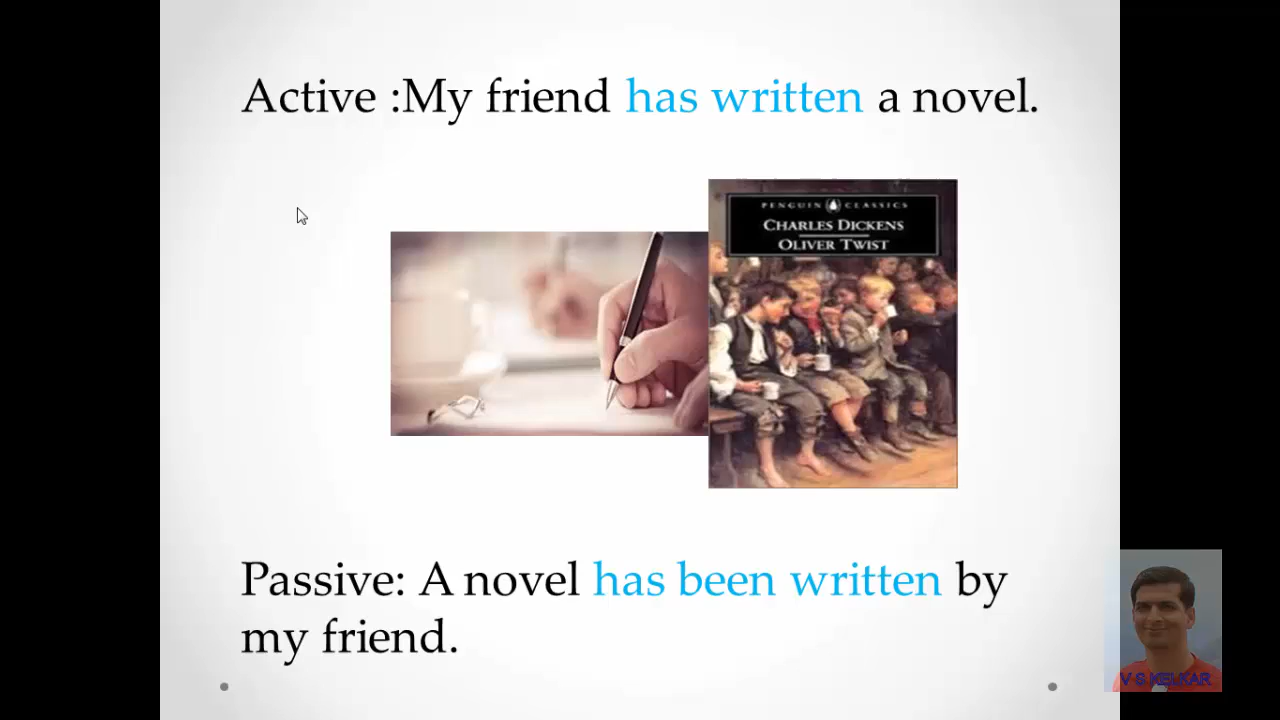 Active :My friend has written a novel.
PENGUIN CLASSICS
CHARLES DICKENS
OLIVER TWIST
Passive: A novel has been written by
my friend.
V S KELKAR